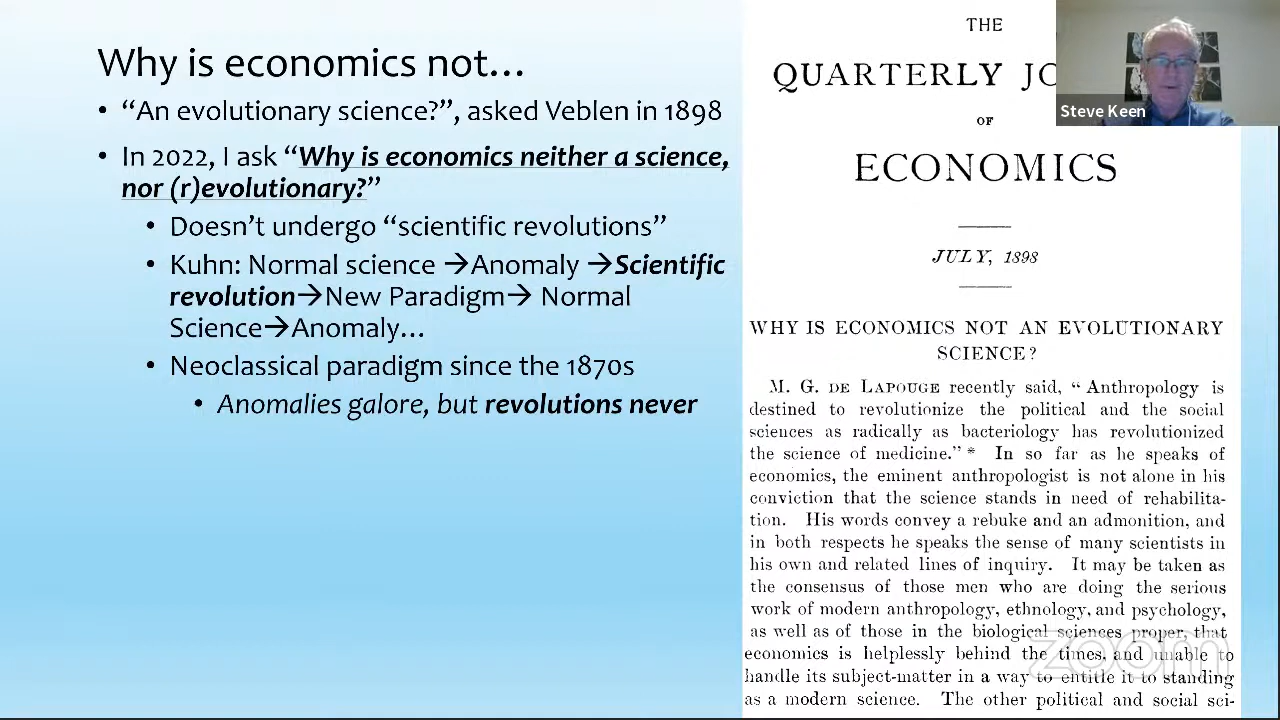 Why is economics not…
• “An evolutionary science?”, asked Veblen in 1898
• In 2022, I ask “Why is economics neither a science,
nor (r)evolutionary?”
• Doesn’t undergo “scientific revolutions”
• Kuhn: Normal science →Anomaly →Scientific
revolution→New Paradigm→ Normal
Science→Anomaly…
• Neoclassical paradigm since the 1870s
• Anomalies galore, but revolutions never
THE
QUARTERLY JO
OF
ECONOMICS
JULY, 1898
WHY IS ECONOMICS NOT AN EVOLUTIONARY
SCIENCE?
M. G. DE LAPOUGE recently said, “ Anthropology is
destined to revolutionize the political and the social
sciences as radically as bacteriology has revolutionized
the science of medicine.” * In so far as he speaks of
economics, the eminent anthropologist is not alone in his
conviction that the science stands in need of rehabilita-
tion. His words convey a rebuke and an admonition, and
in both respects he speaks the sense of many scientists in
his own and related lines of inquiry. It may be taken as
the consensus of those men who are doing the serious
work of modern anthropology, ethnology, and psychology,
as well as of those in the biological sciences proper, that
economics is helplessly behind the times, and unable to
handle its subject-matter in a way to entitle it to standing
as a modern science. The other political and social sci-
Steve Keen
zoom